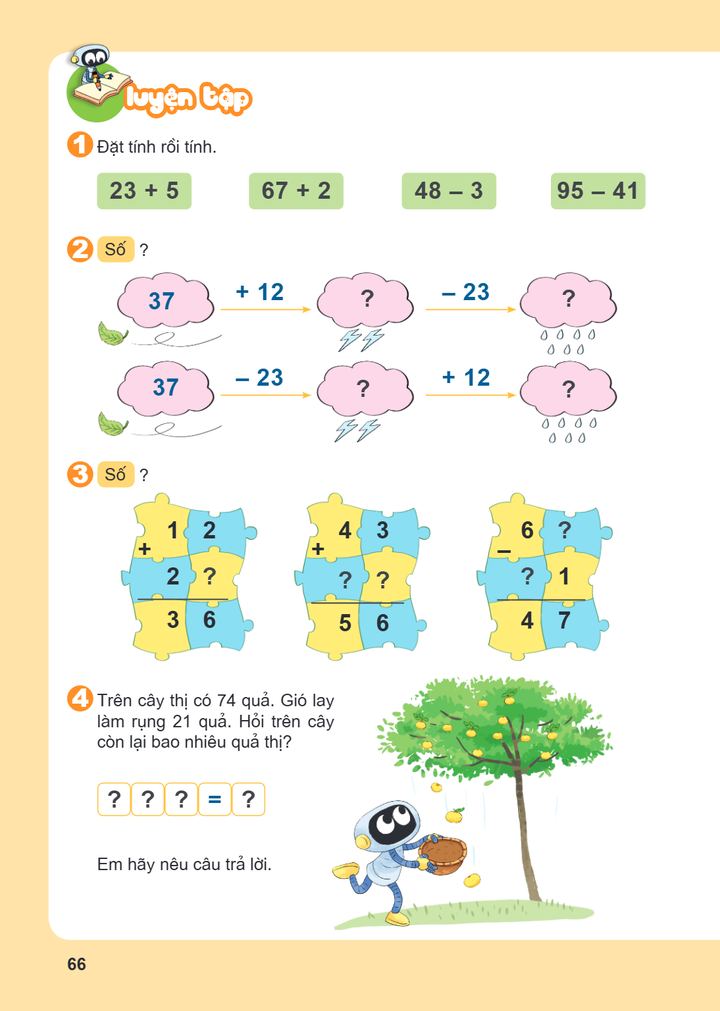 luyện tập
1 Đặt tính rồi tính.
23 + 5 67 + 2 48 – 3 95 – 41
2 Số ?
37 + 12 ? – 23 ?
37 – 23 ? + 12 ?
3 Số ?
1 2 4 3 6 ?
+ + –
2 ? ? ? ? 1
3 6 5 6 4 7
4 Trên cây thị có 74 quả. Gió lay
làm rụng 21 quả. Hỏi trên cây
còn lại bao nhiêu quả thị?
? ? ? = ?
Em hãy nêu câu trả lời.
66